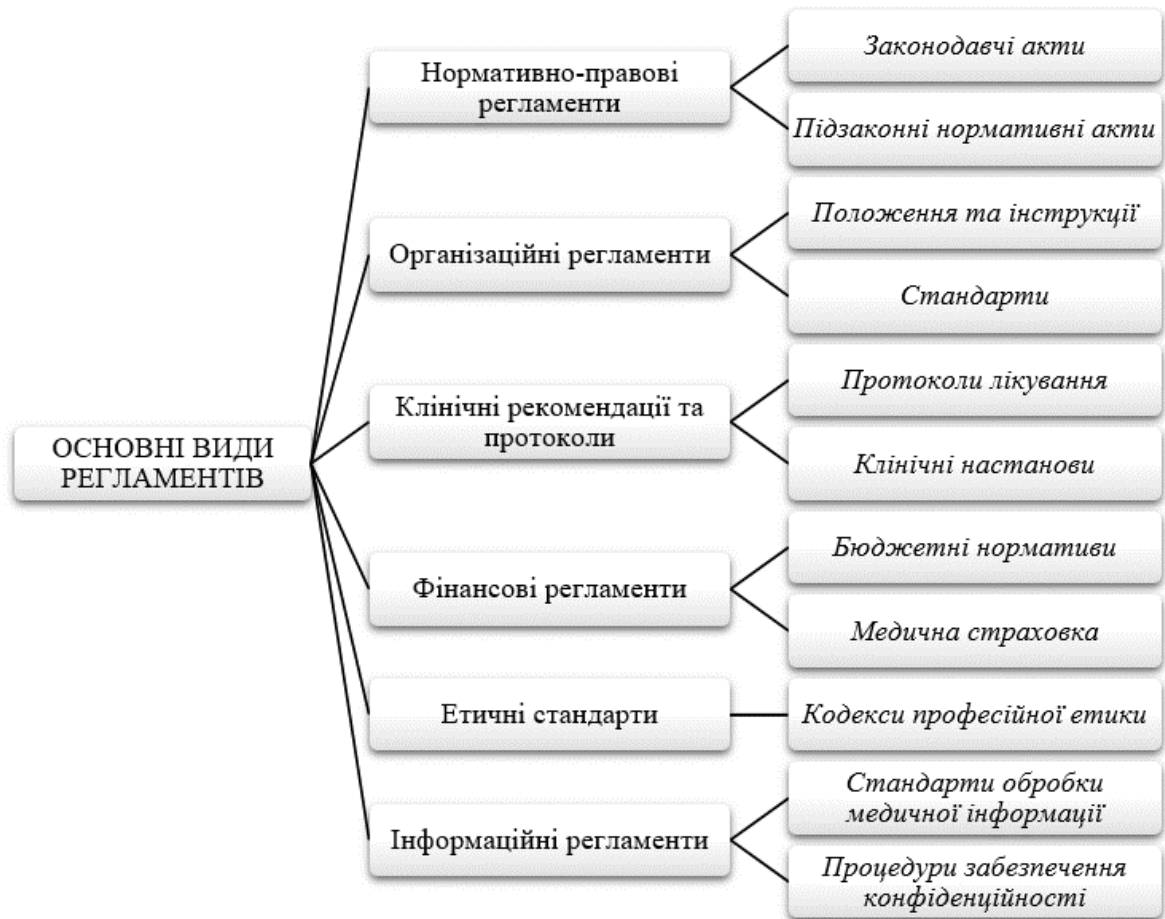 ОСНОВНІ ВИДИ
РЕГЛАМЕНТІВ
Нормативно-правові
регламенти
Законодавчі акти
Підзаконні нормативні акти
Організаційні регламенти
Положення та інструкції
Стандарти
Клінічні рекомендації та
протоколи
Протоколи лікування
Клінічні настанови
Фінансові регламенти
Бюджетні нормативи
Медична страховка
Етичні стандарти
Кодекси професійної етики
Інформаційні регламенти
Стандарти обробки
медичної інформації
Процедури забезпечення
конфіденційності